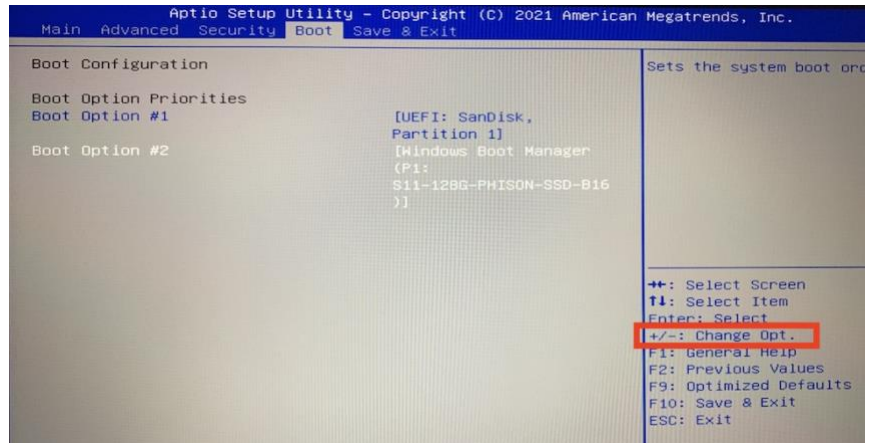 Aptio Setup Utility – Copyright (C) 2021 American Megatrends, Inc.
Main Advanced Security Boot Save & Exit
Boot Configuration
Boot Option Priorities
Boot Option #1 [UEFI: SanDisk,
Partition 1]
Boot Option #2 [Windows Boot Manager
(P1:
S11-128G-PHISON-SSD-B16
)]
Sets the system boot
→←: Select Screen
↑↓: Select Item
Enter: Select
+/-: Change Opt.
F1: General Help
F2: Previous Values
F9: Optimized Defaults
F10: Save & Exit
ESC: Exit